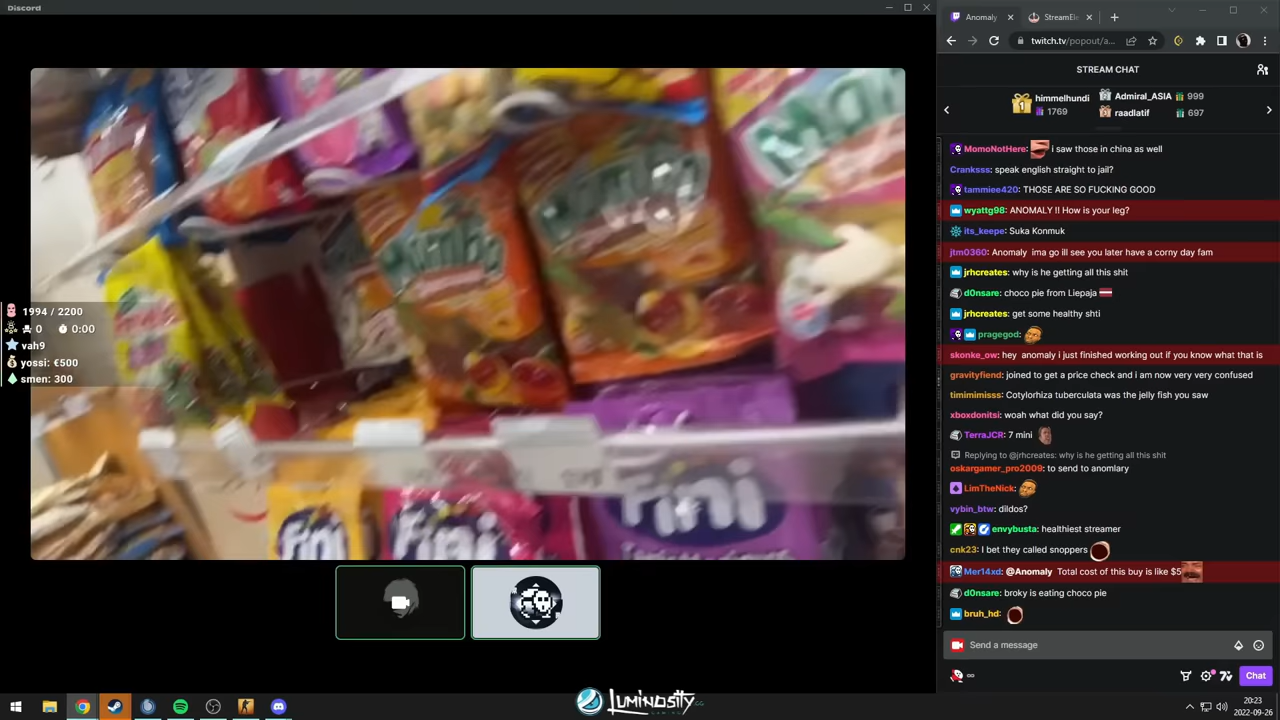 Discord
Fini
Fini
Fini
1994 / 2200
0 0:00
vah9
yossi: €500
smen: 300
LUMINOSITY
GAMING.GG
Anomaly
StreamEle
twitch.tv/popout/a...
STREAM CHAT
himmelhundi
1
1769
Admiral_ASIA 999
raadlatif 697
MomoNotHere: i saw those in china as well
Cranksss: speak english straight to jail?
tammiee420: THOSE ARE SO FUCKING GOOD
wyattg98: ANOMALY !! How is your leg?
its_keepe: Suka Konmuk
jtm0360: Anomaly ima go ill see you later have a corny day fam
jrhcreates: why is he getting all this shit
d0nsare: choco pie from Liepaja
jrhcreates: get some healthy shti
pragegod:
skonke_ow: hey anomaly i just finished working out if you know what that is
gravityfiend: joined to get a price check and i am now very very confused
timimimisss: Cotylorhiza tuberculata was the jelly fish you saw
xboxdonitsi: woah what did you say?
TerraJCR: 7 mini
Replying to @jrhcreates: why is he getting all this shit
oskargamer_pro2009: to send to anomlary
LimTheNick:
vybin_btw: dildos?
envybusta: healthiest streamer
cnk23: I bet they called snoppers
Mer14xd: @Anomaly Total cost of this buy is like $5
d0nsare: broky is eating choco pie
bruh_hd:
Send a message
Chat
20:23
2022-09-26